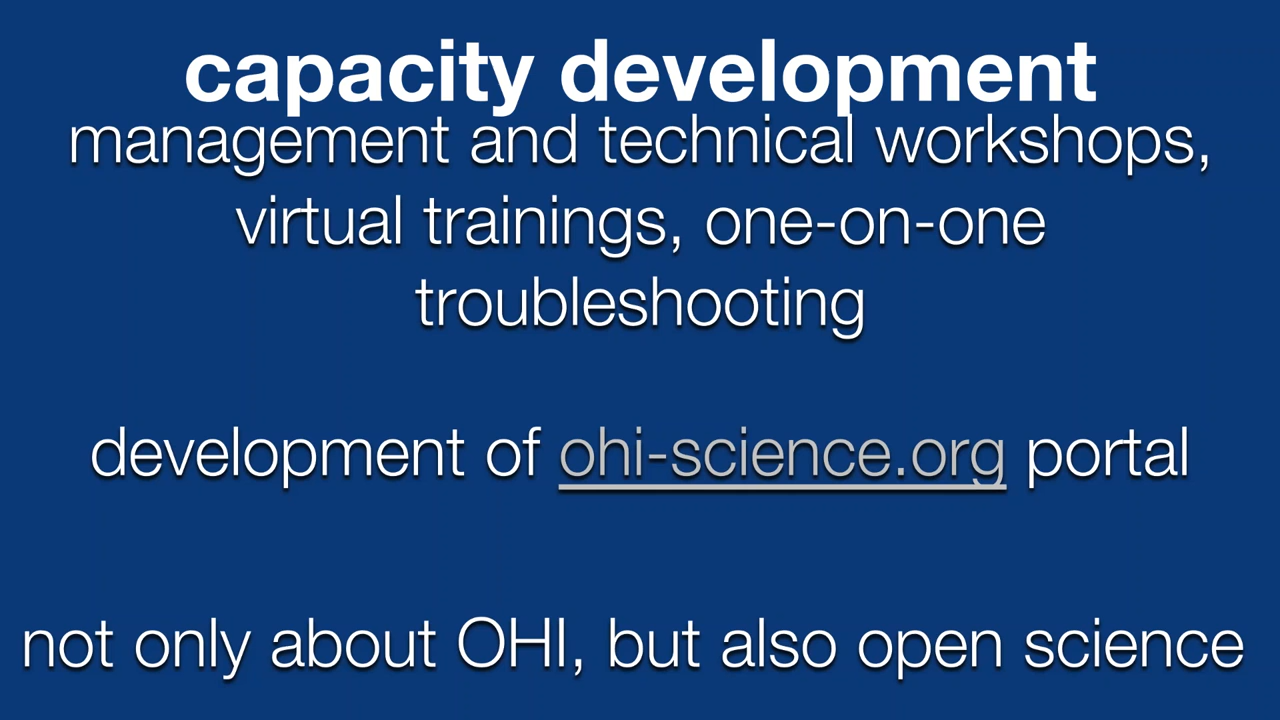 capacity development
management and technical workshops,
virtual trainings, one-on-one
troubleshooting
development of ohi-science.org portal
not only about OHI, but also open science